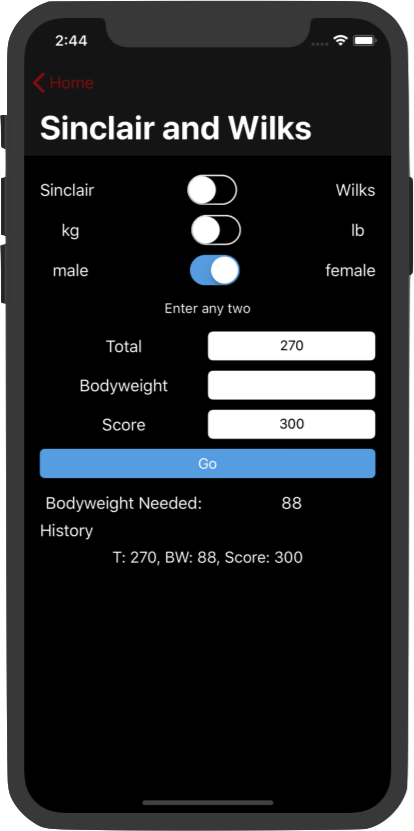 2:44
Home
Sinclair and Wilks
Sinclair Wilks
kg lb
male female
Enter any two
Total 270
Bodyweight
Score 300
Go
Bodyweight Needed: 88
History
T: 270, BW: 88, Score: 300